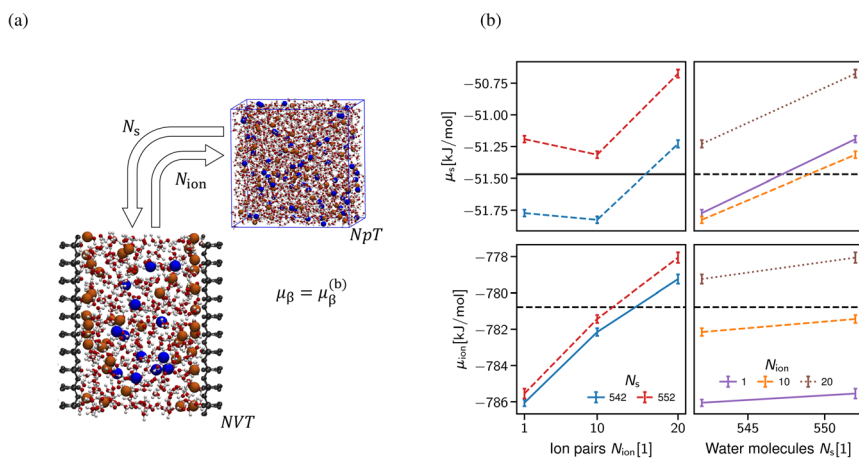 (a)
(b)
N_s
N_ion
NpT
μ_β = μ_β^(b)
NVT
μ_s[kJ/mol]
−50.75
−51.00
−51.25
−51.50
−51.75
μ_ion[kJ/mol]
−778
−780
−782
−784
−786
N_s
542 552
1 10 20
Ion pairs N_ion[1]
N_ion
1 10 20
545 550
Water molecules N_s[1]